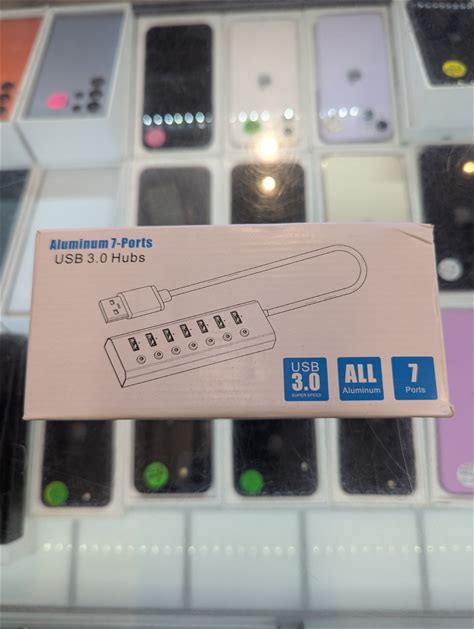 Aluminum 7-Ports
USB 3.0 Hubs
USB
3.0
SUPER SPEED
ALL
Aluminum
7
Ports